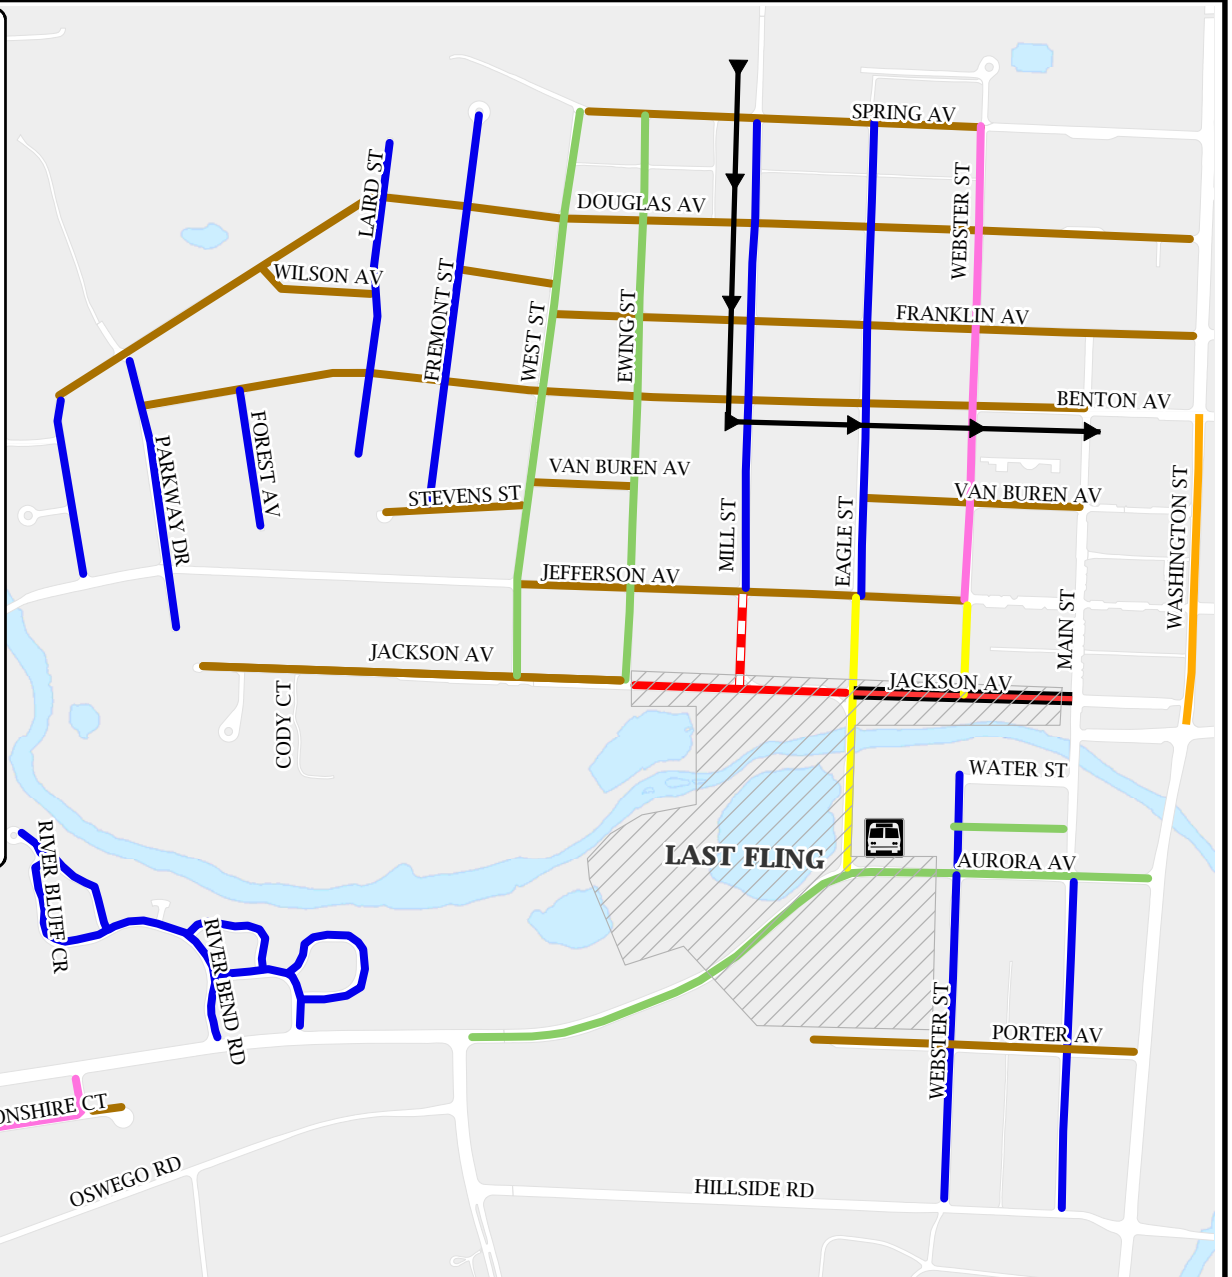 SPRING AV
LAIRD ST
DOUGLAS AV
WEBSTER ST
WILSON AV
FREMONT ST
WEST ST
EWING ST
FRANKLIN AV
BENTON AV
FOREST AV
PARKWAY DR
VAN BUREN AV
STEVENS ST
MILL ST
EAGLE ST
VAN BUREN AV
WASHINGTON ST
JEFFERSON AV
MAIN ST
JACKSON AV
CODY CT
JACKSON AV
WATER ST
RIVER BLUFF CR
LAST FLING
AURORA AV
RIVER BEND RD
WEBSTER ST
PORTER AV
ONSHIRE CT
OSWEGO RD
HILLSIDE RD